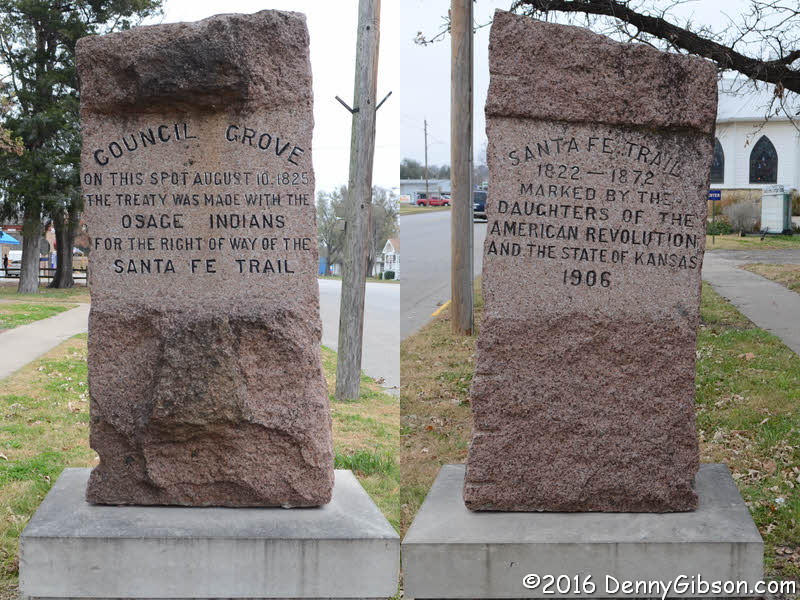 COUNCIL GROVE
ON THIS SPOT AUGUST 10, 1825
THE TREATY WAS MADE WITH THE
OSAGE INDIANS
FOR THE RIGHT OF WAY OF THE
SANTA FE TRAIL
SANTA FE TRAIL
1822—1872
MARKED BY THE
DAUGHTERS OF THE
AMERICAN REVOLUTION
AND THE STATE OF KANSAS
1906
©2016 DennyGibson.com